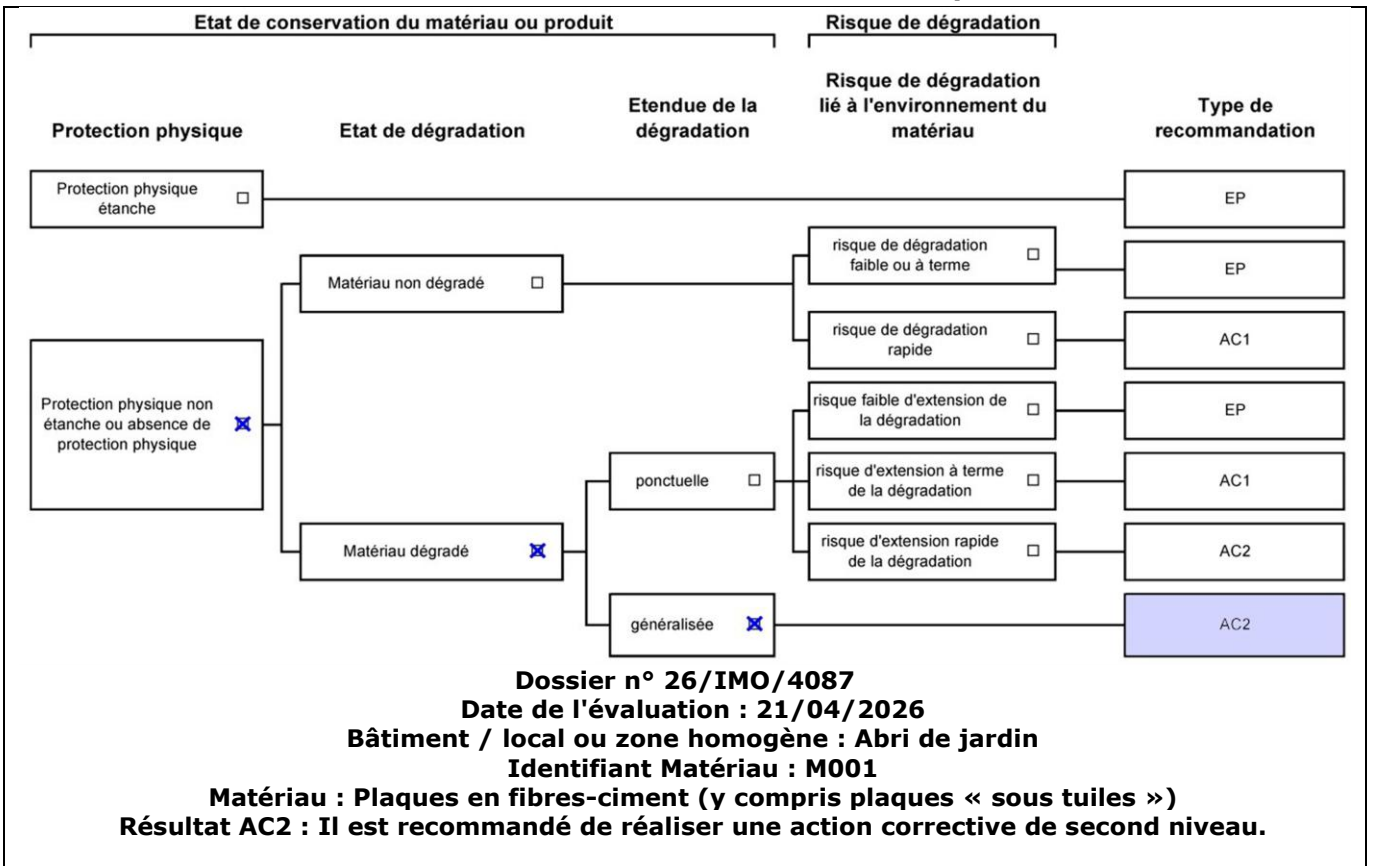 Etat de conservation du matériau ou produit
Risque de dégradation
Protection physique
Etat de dégradation
Etendue de la
dégradation
Risque de dégradation
lié à l'environnement du
matériau
Type de
recommandation
Protection physique
étanche
EP
risque de dégradation
faible ou à terme
EP
Matériau non dégradé
risque de dégradation
rapide
AC1
Protection physique non
étanche ou absence de
protection physique
risque faible d'extension de
la dégradation
EP
ponctuelle
risque d'extension à terme
de la dégradation
AC1
Matériau dégradé
risque d'extension rapide
de la dégradation
AC2
généralisée
AC2
Dossier n° 26/IMO/4087
Date de l'évaluation : 21/04/2026
Bâtiment / local ou zone homogène : Abri de jardin
Identifiant Matériau : M001
Matériau : Plaques en fibres-ciment (y compris plaques « sous tuiles »)
Résultat AC2 : Il est recommandé de réaliser une action corrective de second niveau.